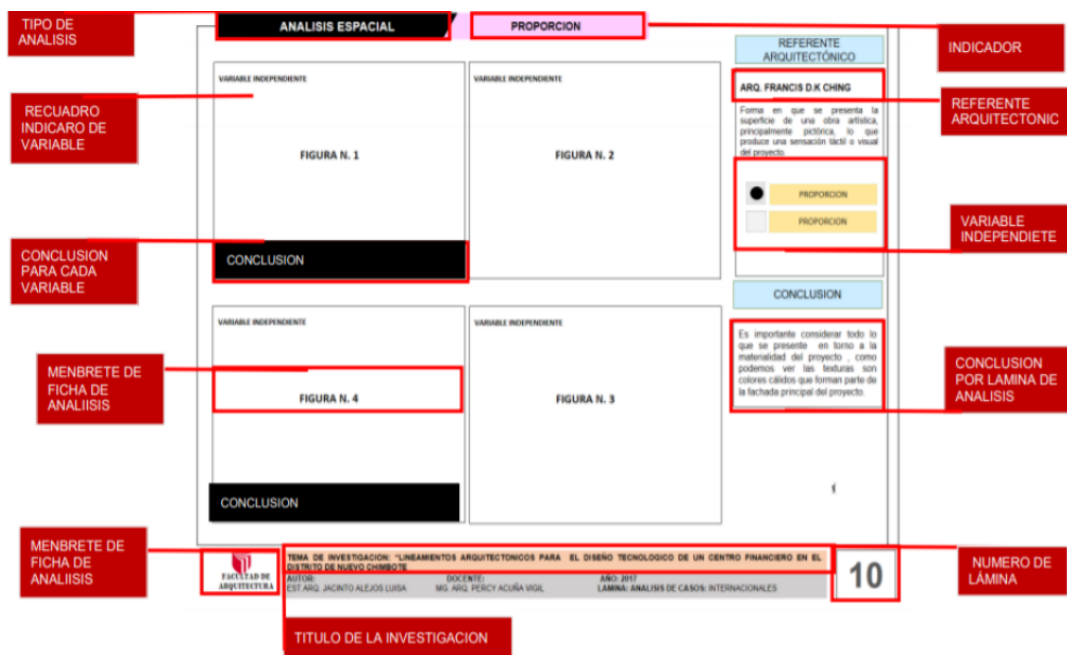 TIPO DE
ANALISIS
ANALISIS ESPACIAL
PROPORCION
INDICADOR
REFERENTE
ARQUITECTÓNICO
VARIABLE INDEPENDIENTE
VARIABLE INDEPENDIENTE
ARQ. FRANCIS D.K CHING
REFERENTE
ARQUITECTONIC
RECUADRO
INDICARO DE
VARIABLE
Forma en que se presenta la
superficie de una obra artística,
principalmente pictórica, lo que
produce una sensación táctil o visual
del proyecto.
FIGURA N. 1
FIGURA N. 2
PROPORCION
PROPORCION
VARIABLE
INDEPENDIETE
CONCLUSION
PARA CADA
VARIABLE
CONCLUSION
CONCLUSION
VARIABLE INDEPENDIENTE
VARIABLE INDEPENDIENTE
Es importante considerar todo lo
que se presente en torno a la
materialidad del proyecto , como
podemos ver las texturas son
colores cálidos que forman parte de
la fachada principal del proyecto.
CONCLUSION
POR LAMINA DE
ANALISIS
MENBRETE DE
FICHA DE
ANALIISIS
FIGURA N. 4
FIGURA N. 3
CONCLUSION
MENBRETE DE
FICHA DE
ANALIISIS
FACULTAD DE
ARQUITECTURA
TEMA DE INVESTIGACION: "LINEAMIENTOS ARQUITECTONICOS PARA EL DISEÑO TECNOLOGICO DE UN CENTRO FINANCIERO EN EL
DISTRITO DE NUEVO CHIMBOTE
AUTOR: DOCENTE: AÑO: 2017
EST ARQ. JACINTO ALEJOS LUISA MG. ARQ. PERCY ACUÑA VIGIL LAMINA: ANALISIS DE CASOS: INTERNACIONALES
10
NUMERO DE
LÁMINA
TITULO DE LA INVESTIGACION